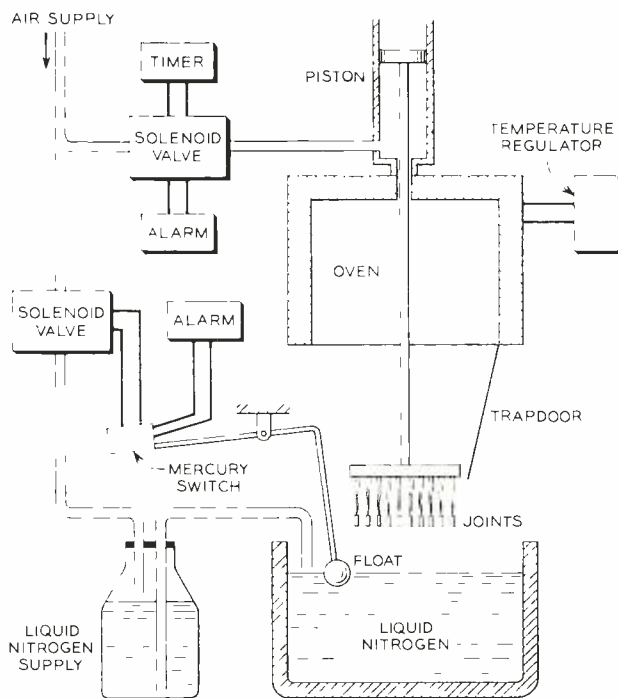 AIR SUPPLY
TIMER
PISTON
SOLENOID
VALVE
TEMPERATURE
REGULATOR
ALARM
OVEN
SOLENOID
VALVE
ALARM
TRAPDOOR
MERCURY
SWITCH
JOINTS
FLOAT
LIQUID
NITROGEN
SUPPLY
LIQUID
NITROGEN